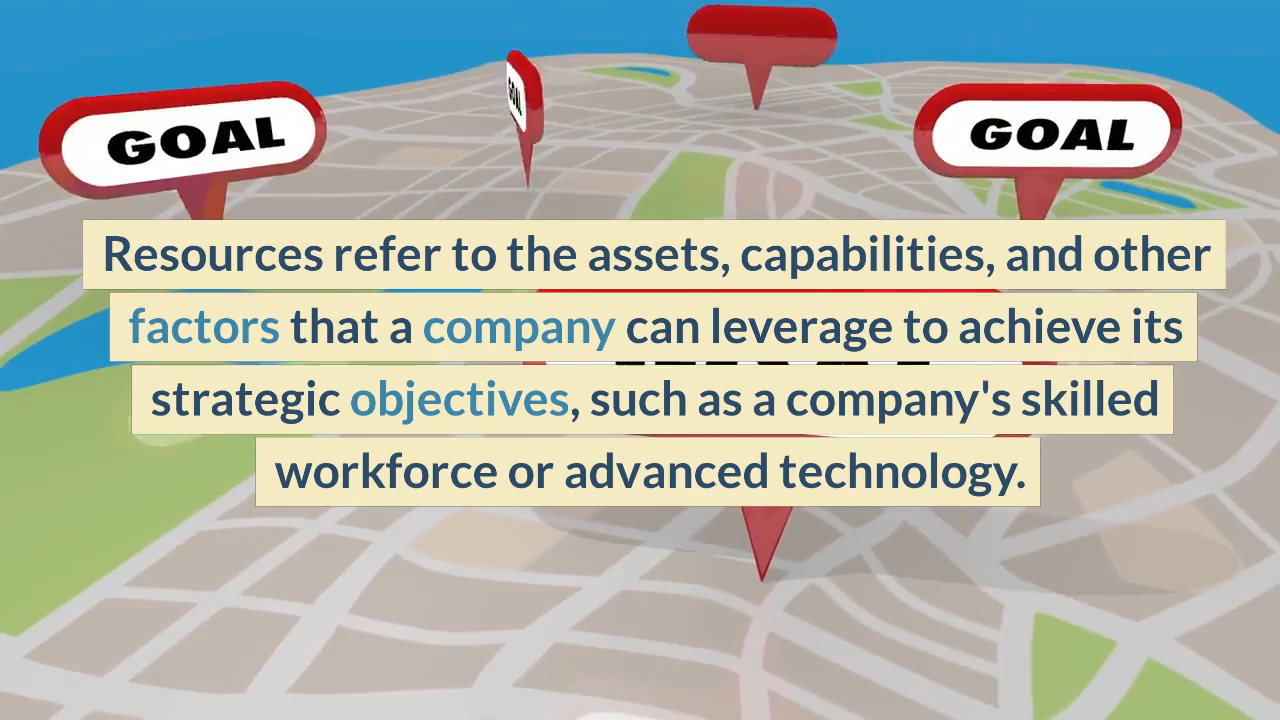 GOAL
GOAL
GOAL
Resources refer to the assets, capabilities, and other
factors that a company can leverage to achieve its
strategic objectives, such as a company's skilled
workforce or advanced technology.